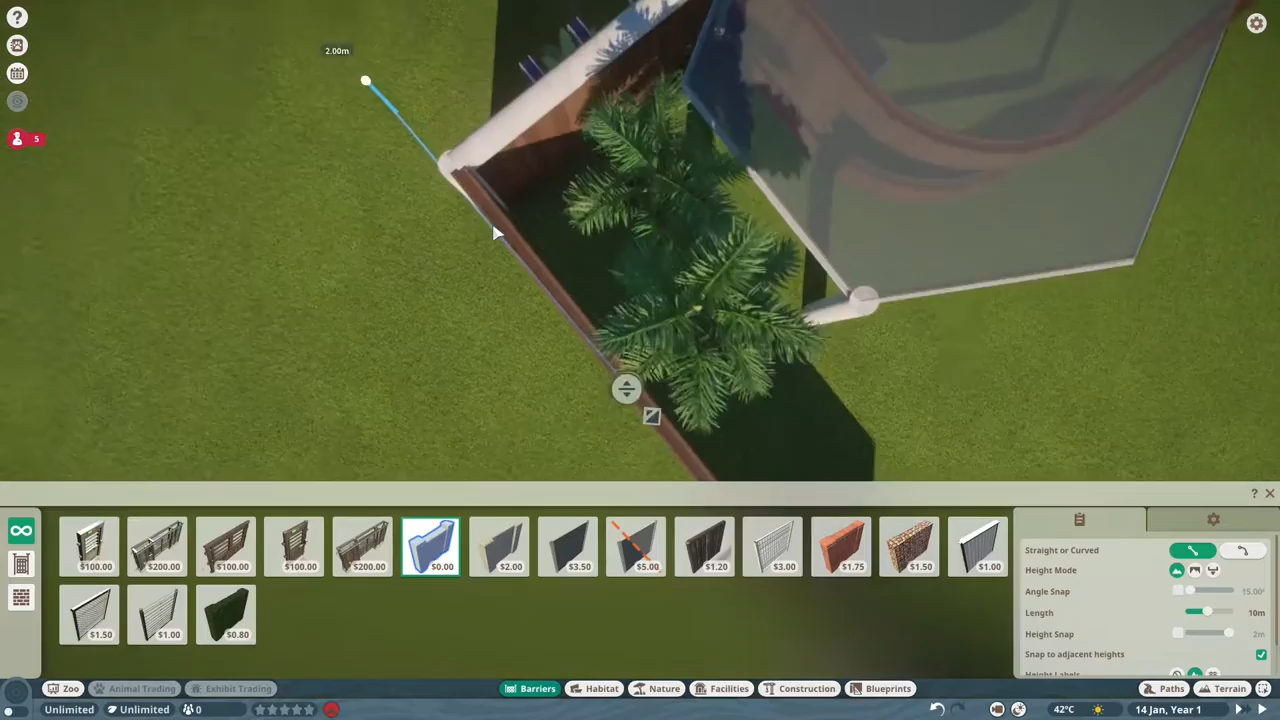 ?
2.00m
5
? ×
$100.00 $200.00 $100.00 $100.00 $200.00 $0.00 $2.00 $3.50 $5.00 $1.20 $3.00 $1.75 $1.50 $1.00
$1.50 $1.00 $0.80
Straight or Curved
Height Mode
Angle Snap 15.00°
Length 10m
Height Snap 2m
Snap to adjacent heights
Height Labels
Zoo Animal Trading Exhibit Trading Barriers Habitat Nature Facilities Construction Blueprints Paths Terrain
Unlimited Unlimited 0 42°C 14 Jan, Year 1